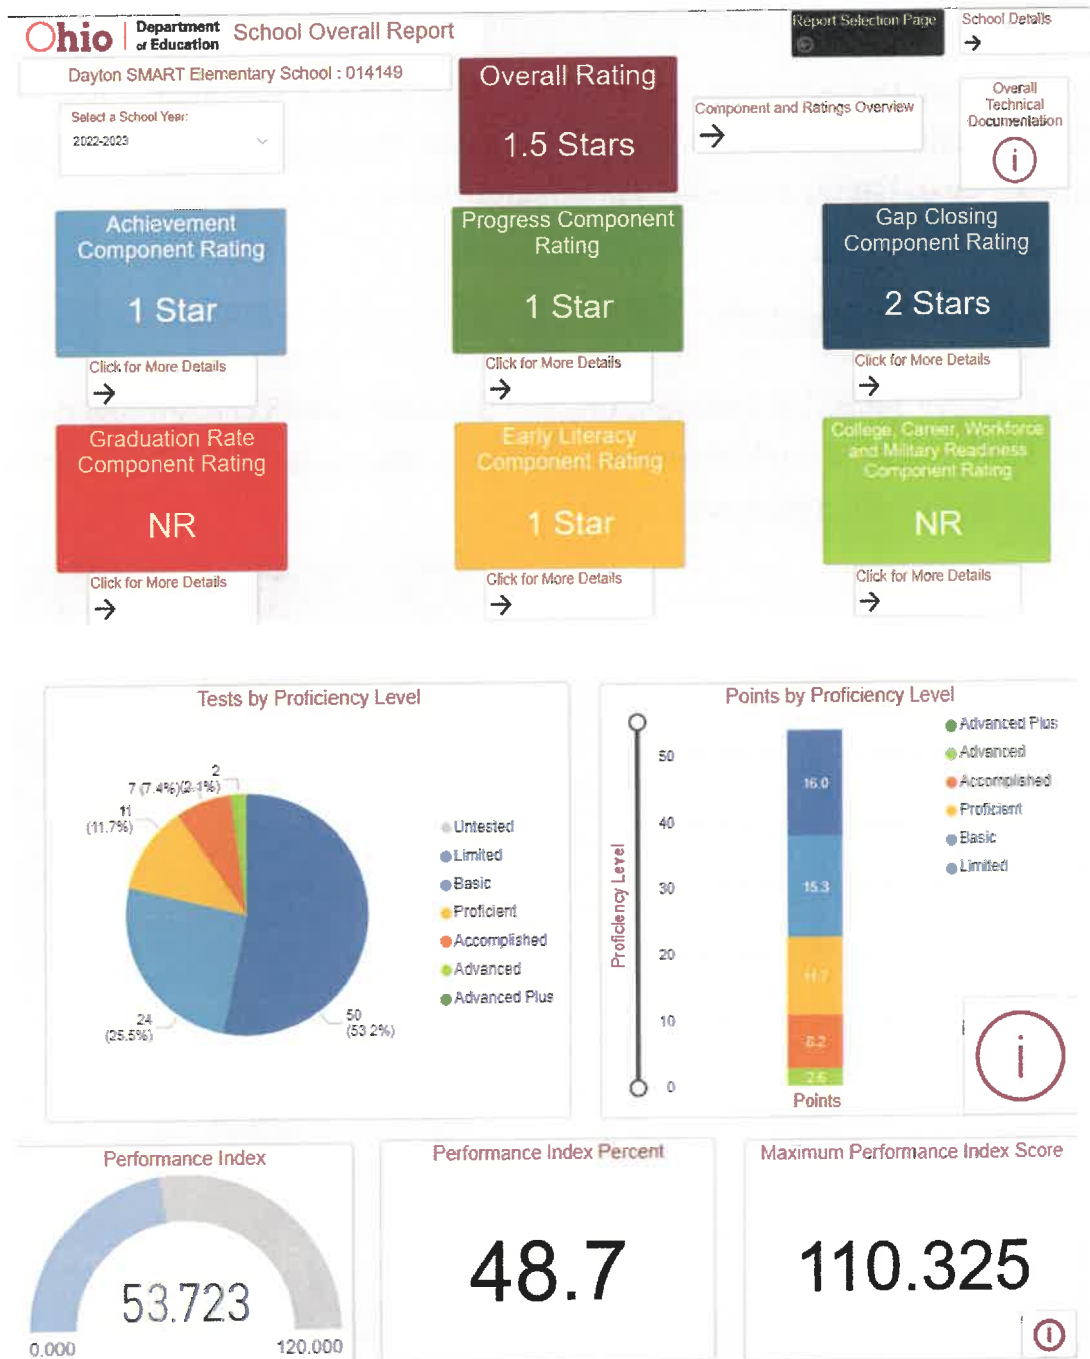 Ohio | Department of Education School Overall Report
Report Selection Page
School Details
Dayton SMART Elementary School : 014149
Overall Rating
1.5 Stars
Select a School Year:
2022-2023
Component and Ratings Overview
Overall
Technical
Documentation
i
Achievement
Component Rating
1 Star
Click for More Details
Progress Component
Rating
1 Star
Click for More Details
Gap Closing
Component Rating
2 Stars
Click for More Details
Graduation Rate
Component Rating
NR
Click for More Details
Early Literacy
Component Rating
1 Star
Click for More Details
College, Career, Workforce
and Military Readiness
Component Rating
NR
Click for More Details
Tests by Proficiency Level
2
(2.1%)
7 (7.4%)
11
(11.7%)
24
(25.5%)
50
(53.2%)
Untested
Limited
Basic
Proficient
Accomplished
Advanced
Advanced Plus
Points by Proficiency Level
Proficiency Level
50
40
30
20
10
0
16.0
15.3
11.7
8.2
2.6
Points
Advanced Plus
Advanced
Accomplished
Proficient
Basic
Limited
i
Performance Index
53.723
0.000
120.000
Performance Index Percent
48.7
Maximum Performance Index Score
110.325
i